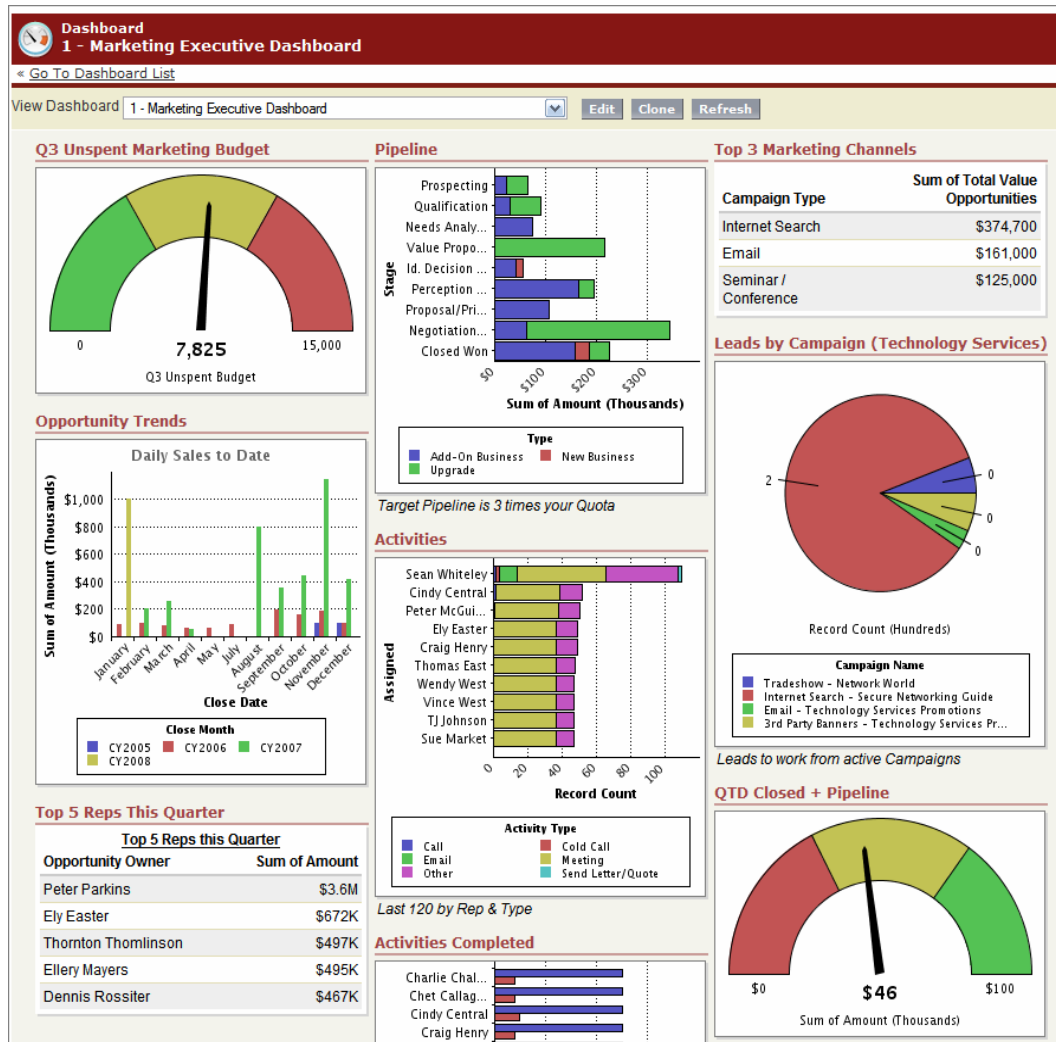 Dashboard
1 - Marketing Executive Dashboard
« Go To Dashboard List
View Dashboard 1 - Marketing Executive Dashboard Edit Clone Refresh
Q3 Unspent Marketing Budget
0 7,825 15,000
Q3 Unspent Budget
Opportunity Trends
Daily Sales to Date
Sum of Amount (Thousands)
$1,000
$800
$600
$400
$200
$0
January February March April May July August September October November December
Close Date
Close Month
CY2005 CY2006 CY2007
CY2008
Top 5 Reps This Quarter
Top 5 Reps this Quarter
Opportunity Owner Sum of Amount
Peter Parkins $3.6M
Ely Easter $672K
Thornton Thomlinson $497K
Ellery Mayers $495K
Dennis Rossiter $467K
Pipeline
Stage
Prospecting
Qualification
Needs Analy...
Value Propo...
Id. Decision ...
Perception ...
Proposal/Pri...
Negotiation...
Closed Won
$0 $100 $200 $300
Sum of Amount (Thousands)
Type
Add-On Business New Business
Upgrade
Target Pipeline is 3 times your Quota
Activities
Assigned
Sean Whiteley
Cindy Central
Peter McGui...
Ely Easter
Craig Henry
Thomas East
Wendy West
Vince West
TJ Johnson
Sue Market
0 20 40 60 80 100
Record Count
Activity Type
Call Cold Call
Email Meeting
Other Send Letter/Quote
Last 120 by Rep & Type
Activities Completed
Charlie Chal...
Chet Callag...
Cindy Central
Craig Henry
Top 3 Marketing Channels
Campaign Type Sum of Total Value Opportunities
Internet Search $374,700
Email $161,000
Seminar / Conference $125,000
Leads by Campaign (Technology Services)
2 0
0
0
Record Count (Hundreds)
Campaign Name
Tradeshow - Network World
Internet Search - Secure Networking Guide
Email - Technology Services Promotions
3rd Party Banners - Technology Services Pr...
Leads to work from active Campaigns
QTD Closed + Pipeline
$0 $46 $100
Sum of Amount (Thousands)